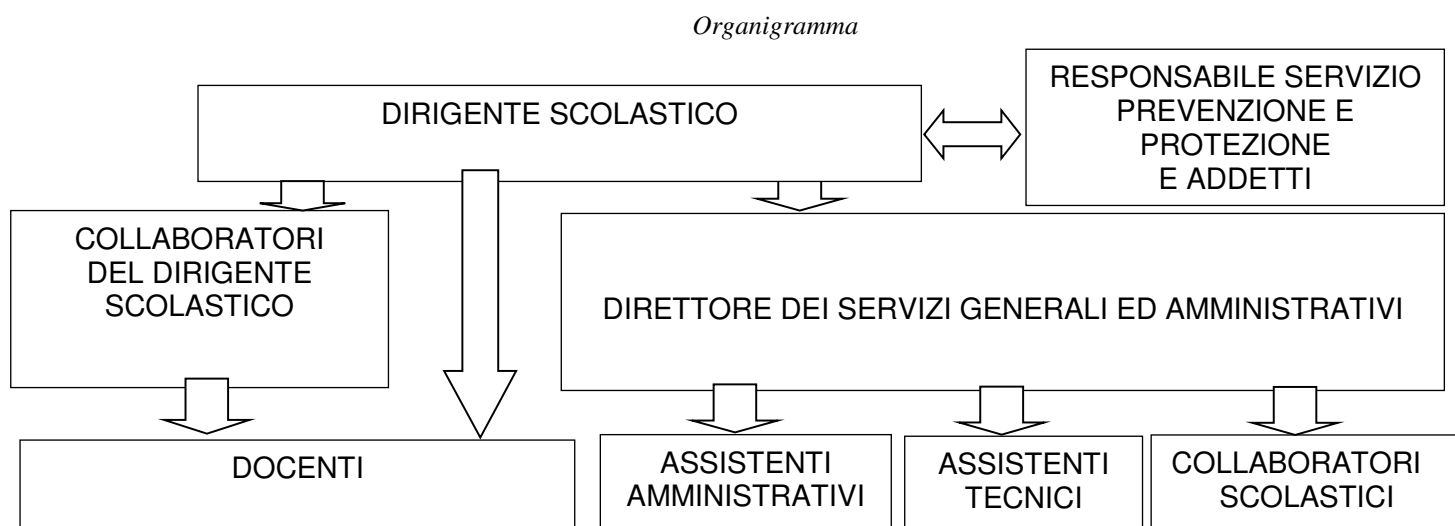 Organigramma
DIRIGENTE SCOLASTICO
RESPONSABILE SERVIZIO
PREVENZIONE E
PROTEZIONE
E ADDETTI
COLLABORATORI
DEL DIRIGENTE
SCOLASTICO
DIRETTORE DEI SERVIZI GENERALI ED AMMINISTRATIVI
DOCENTI
ASSISTENTI
AMMINISTRATIVI
ASSISTENTI
TECNICI
COLLABORATORI
SCOLASTICI